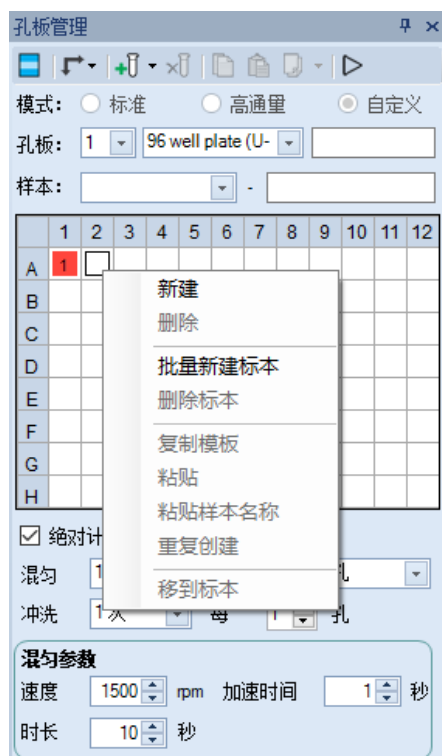 孔板管理
模式: 标准 高通量 自定义
孔板: 1 96 well plate (U-
样本: -
1 2 3 4 5 6 7 8 9 10 11 12
A 1
B
C
D
E
F
G
H
新建
删除
批量新建标本
删除标本
复制模板
粘贴
粘贴样本名称
重复创建
移到标本
绝对计
混匀 1 孔
冲洗 1次 每 1 孔
混匀参数
速度 1500 rpm 加速时间 1 秒
时长 10 秒